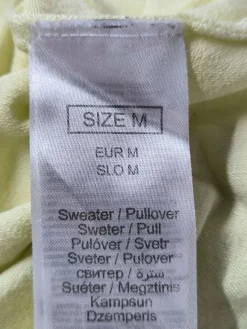 SIZE M
EUR M
SLO M
Sweater / Pullover
Sweter / Pull
Pulóver / Svetr
Sveter / Pulover
свитер / سترة
Suéter / Megztinis
Kampsun
Dzemperis